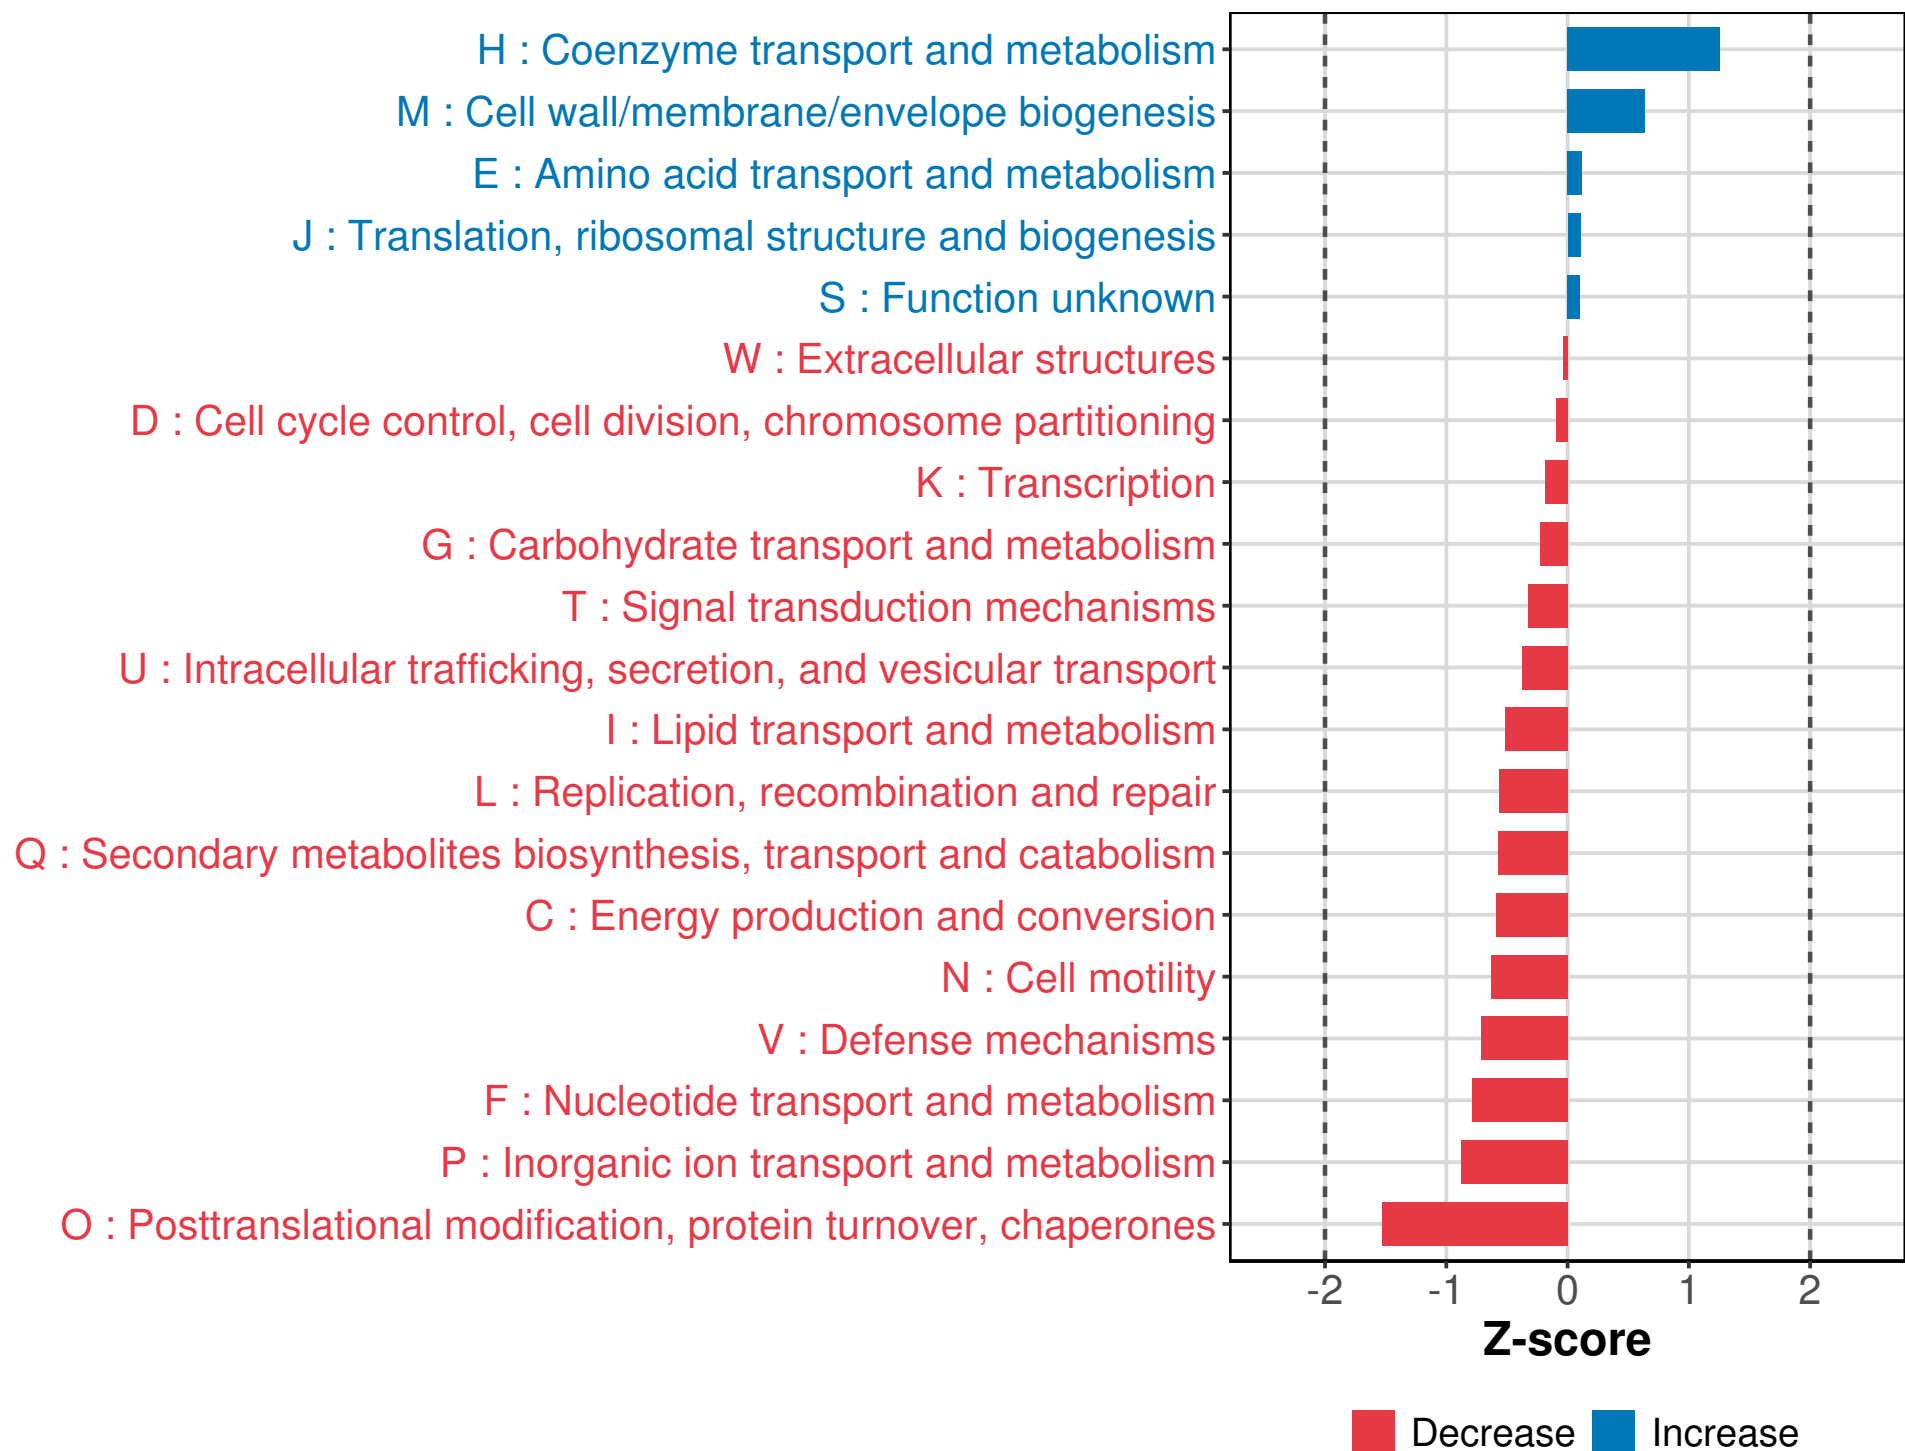 H : Coenzyme transport and metabolism
M : Cell wall/membrane/envelope biogenesis
E : Amino acid transport and metabolism
J : Translation, ribosomal structure and biogenesis
S : Function unknown
W : Extracellular structures
D : Cell cycle control, cell division, chromosome partitioning
K : Transcription
G : Carbohydrate transport and metabolism
T : Signal transduction mechanisms
U : Intracellular trafficking, secretion, and vesicular transport
I : Lipid transport and metabolism
L : Replication, recombination and repair
Q : Secondary metabolites biosynthesis, transport and catabolism
C : Energy production and conversion
N : Cell motility
V : Defense mechanisms
F : Nucleotide transport and metabolism
P : Inorganic ion transport and metabolism
O : Posttranslational modification, protein turnover, chaperones
-2 -1 0 1 2
Z-score
Decrease Increase